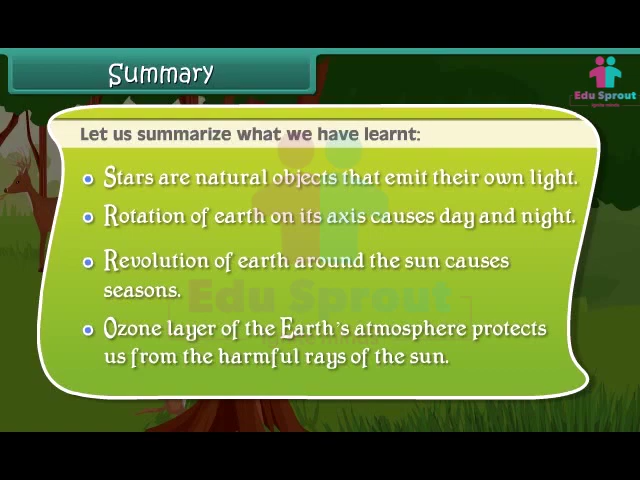 Summary
Edu Sprout
Let us summarize what we have learnt:
Stars are natural objects that emit their own light.
Rotation of earth on its axis causes day and night.
Revolution of earth around the sun causes
seasons.
Edu Sprout
Ozone layer of the Earth's atmosphere protects
us from the harmful rays of the sun.